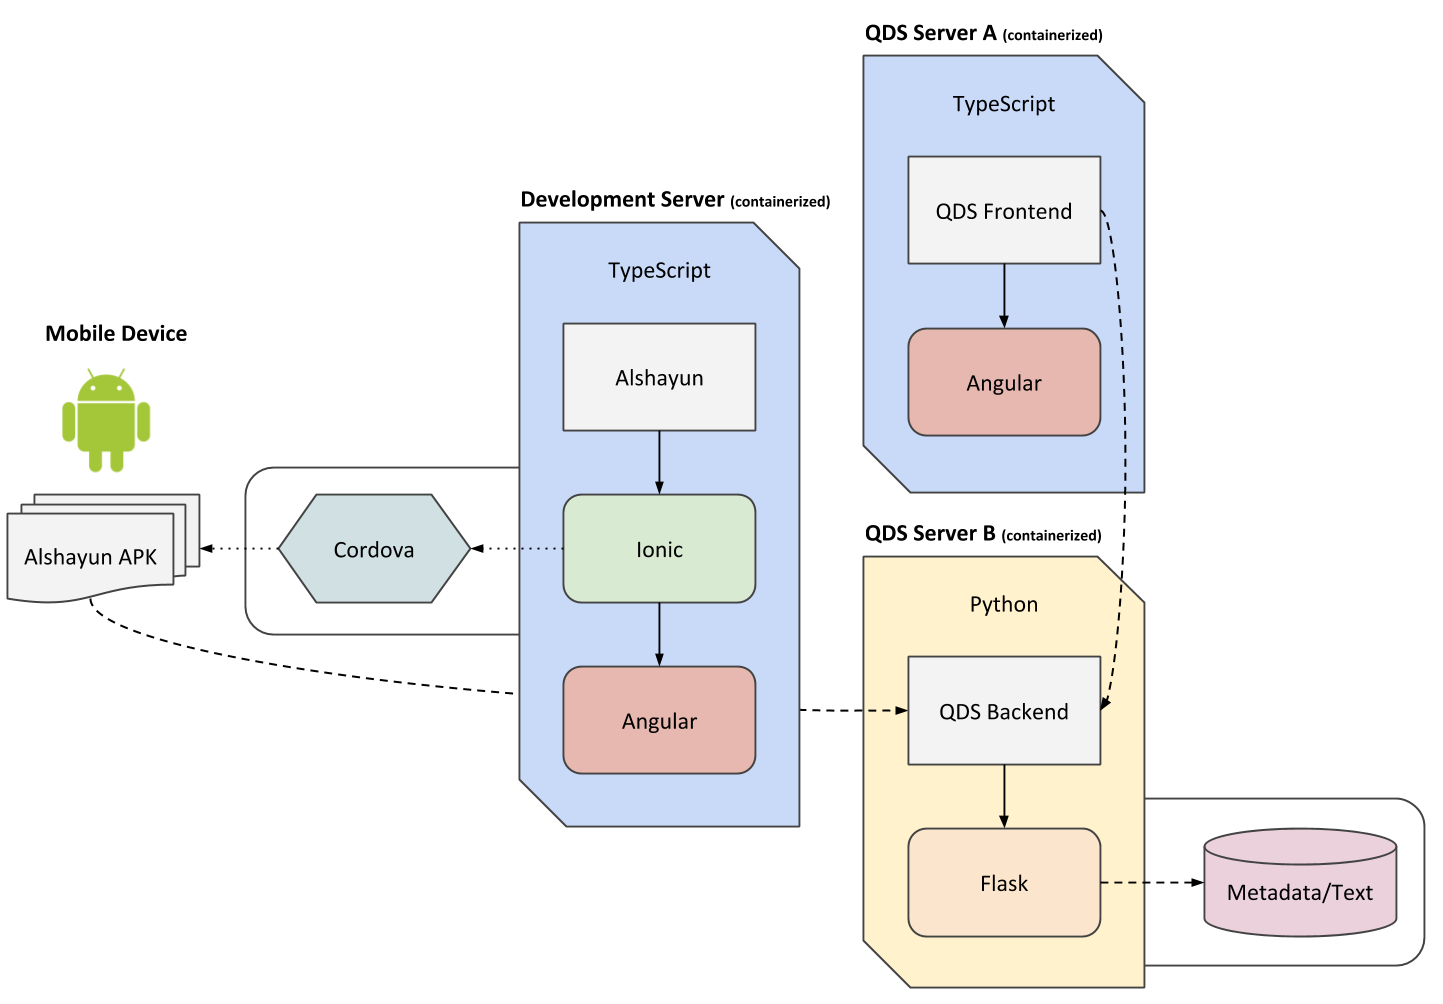 QDS Server A (containerized)
TypeScript
QDS Frontend
Angular
Development Server (containerized)
TypeScript
Alshayun
Ionic
Angular
Mobile Device
Alshayun APK
Cordova
QDS Server B (containerized)
Python
QDS Backend
Flask
Metadata/Text